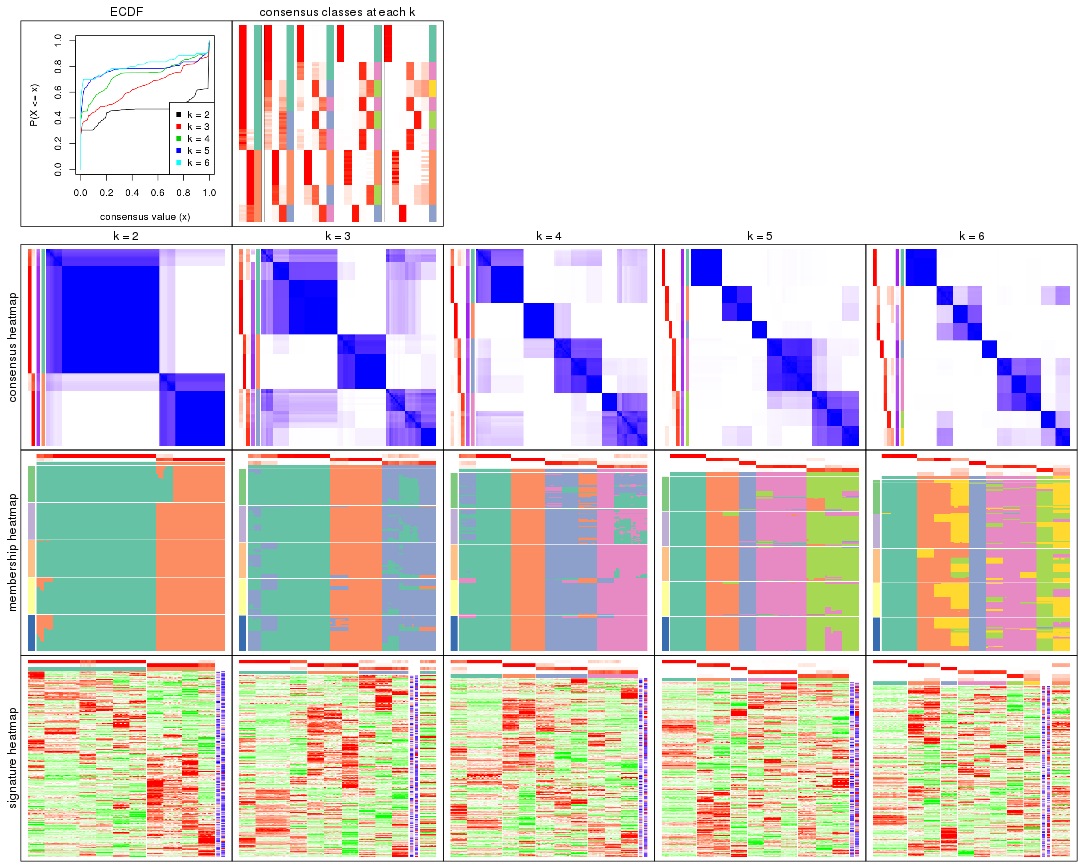 ECDF
consensus classes at each k
P(X <= x)
0.0 0.2 0.4 0.6 0.8 1.0
k = 2
k = 3
k = 4
k = 5
k = 6
0.0 0.2 0.4 0.6 0.8 1.0
consensus value (x)
k = 2 k = 3 k = 4 k = 5 k = 6
consensus heatmap
membership heatmap
signature heatmap